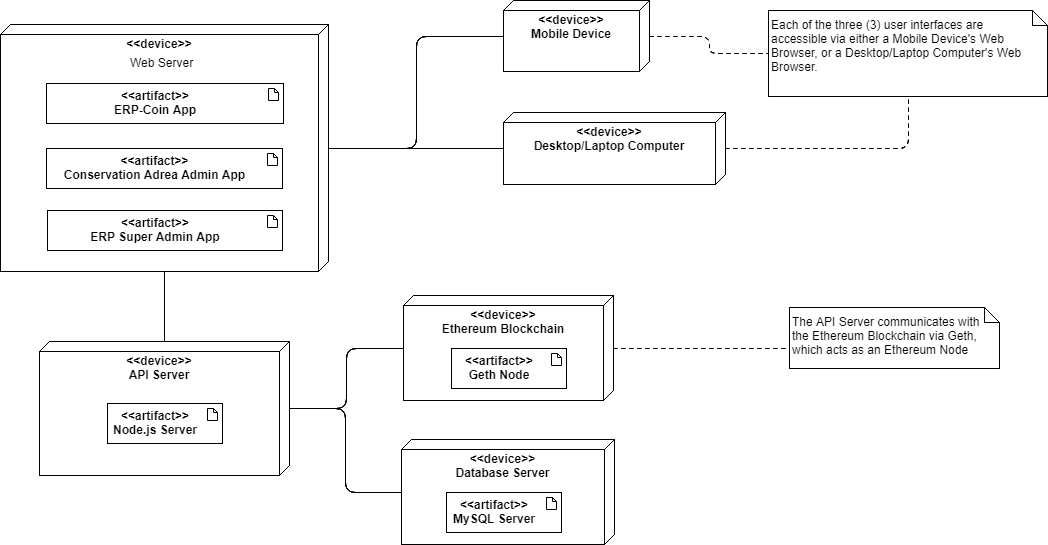 <<device>>
Web Server
<<artifact>>
ERP-Coin App
<<artifact>>
Conservation Adrea Admin App
<<artifact>>
ERP Super Admin App
<<device>>
Mobile Device
<<device>>
Desktop/Laptop Computer
Each of the three (3) user interfaces are
accessible via either a Mobile Device's Web
Browser, or a Desktop/Laptop Computer's Web
Browser.
<<device>>
API Server
<<artifact>>
Node.js Server
<<device>>
Ethereum Blockchain
<<artifact>>
Geth Node
<<device>>
Database Server
<<artifact>>
MySQL Server
The API Server communicates with
the Ethereum Blockchain via Geth,
which acts as an Ethereum Node